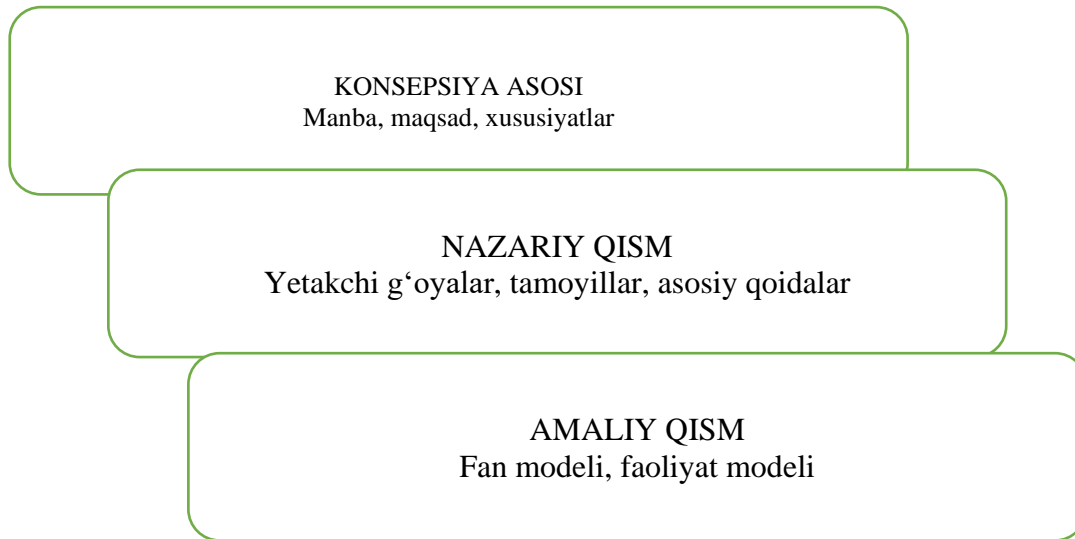 KONSEPSIYA ASOSI
Manba, maqsad, xususiyatlar
NAZARIY QISM
Yetakchi g‘oyalar, tamoyillar, asosiy qoidalar
AMALIY QISM
Fan modeli, faoliyat modeli